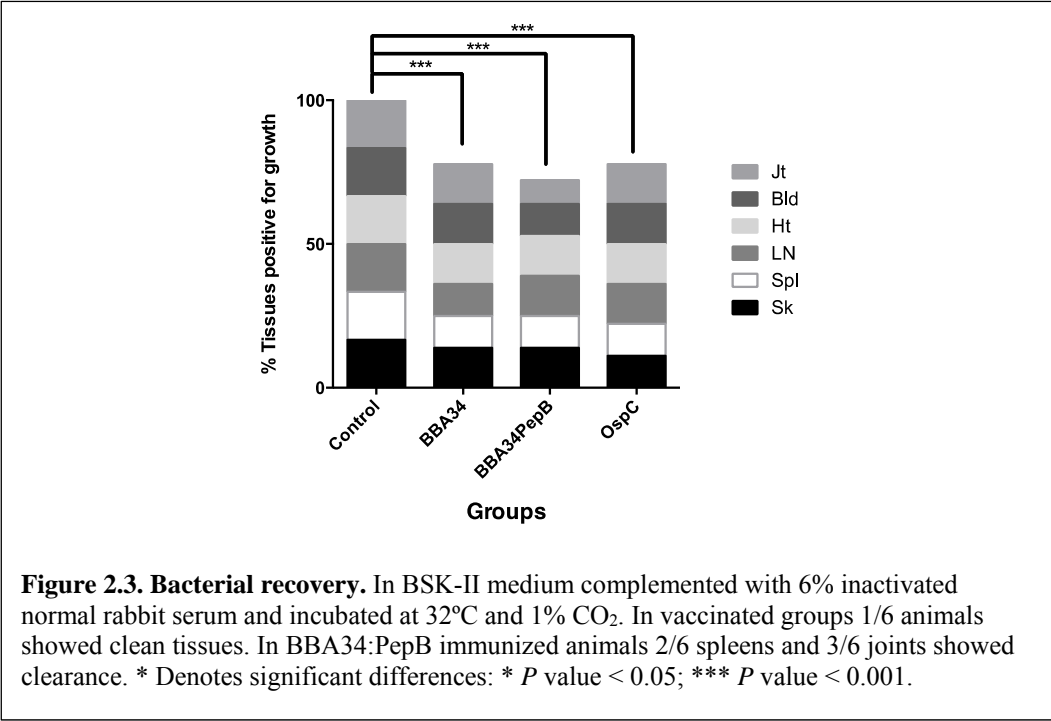 ***
***
***
% Tissues positive for growth
100
50
0
Jt
Bld
Ht
LN
Spl
Sk
Control
BBA34
BBA34PepB
OspC
Groups
Figure 2.3. Bacterial recovery. In BSK-II medium complemented with 6% inactivated
normal rabbit serum and incubated at 32ºC and 1% CO₂. In vaccinated groups 1/6 animals
showed clean tissues. In BBA34:PepB immunized animals 2/6 spleens and 3/6 joints showed
clearance. * Denotes significant differences: * P value < 0.05; *** P value < 0.001.